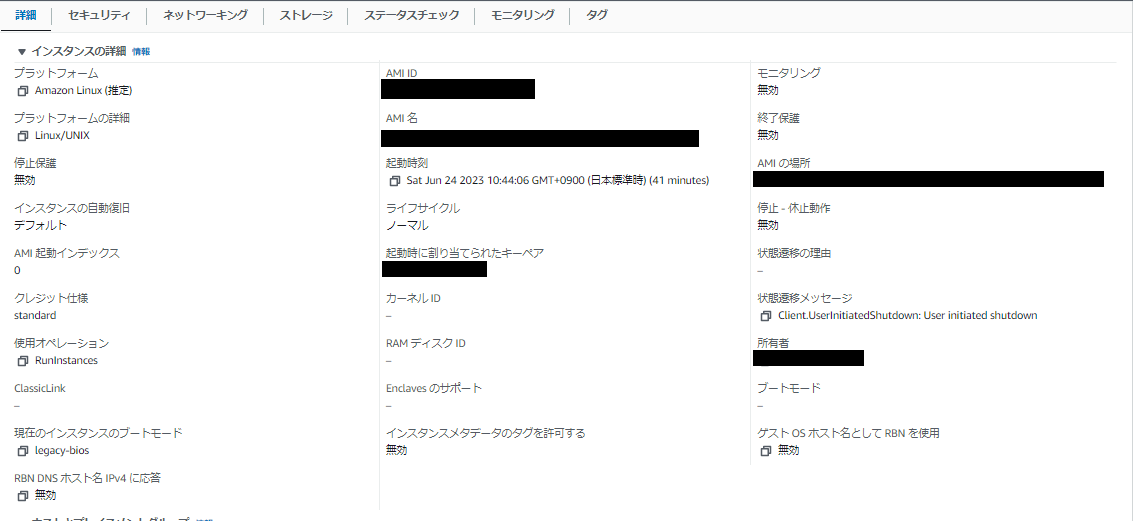 詳細 セキュリティ ネットワーキング ストレージ ステータスチェック モニタリング タグ
▼ インスタンスの詳細 情報
プラットフォーム
Amazon Linux (推定)
AMI ID
モニタリング
無効
プラットフォームの詳細
Linux/UNIX
AMI 名
終了保護
無効
停止保護
無効
起動時刻
Sat Jun 24 2023 10:44:06 GMT+0900 (日本標準時) (41 minutes)
AMI の場所
インスタンスの自動復旧
デフォルト
ライフサイクル
ノーマル
停止 - 休止動作
無効
AMI 起動インデックス
0
起動時に割り当てられたキーペア
状態遷移の理由
–
クレジット仕様
standard
カーネル ID
–
状態遷移メッセージ
Client.UserInitiatedShutdown: User initiated shutdown
使用オペレーション
RunInstances
RAM ディスク ID
–
所有者
ClassicLink
–
Enclaves のサポート
–
ブートモード
–
現在のインスタンスのブートモード
legacy-bios
インスタンスメタデータのタグを許可する
無効
ゲスト OS ホスト名として RBN を使用
無効
RBN DNS ホスト名 IPv4 に応答
無効